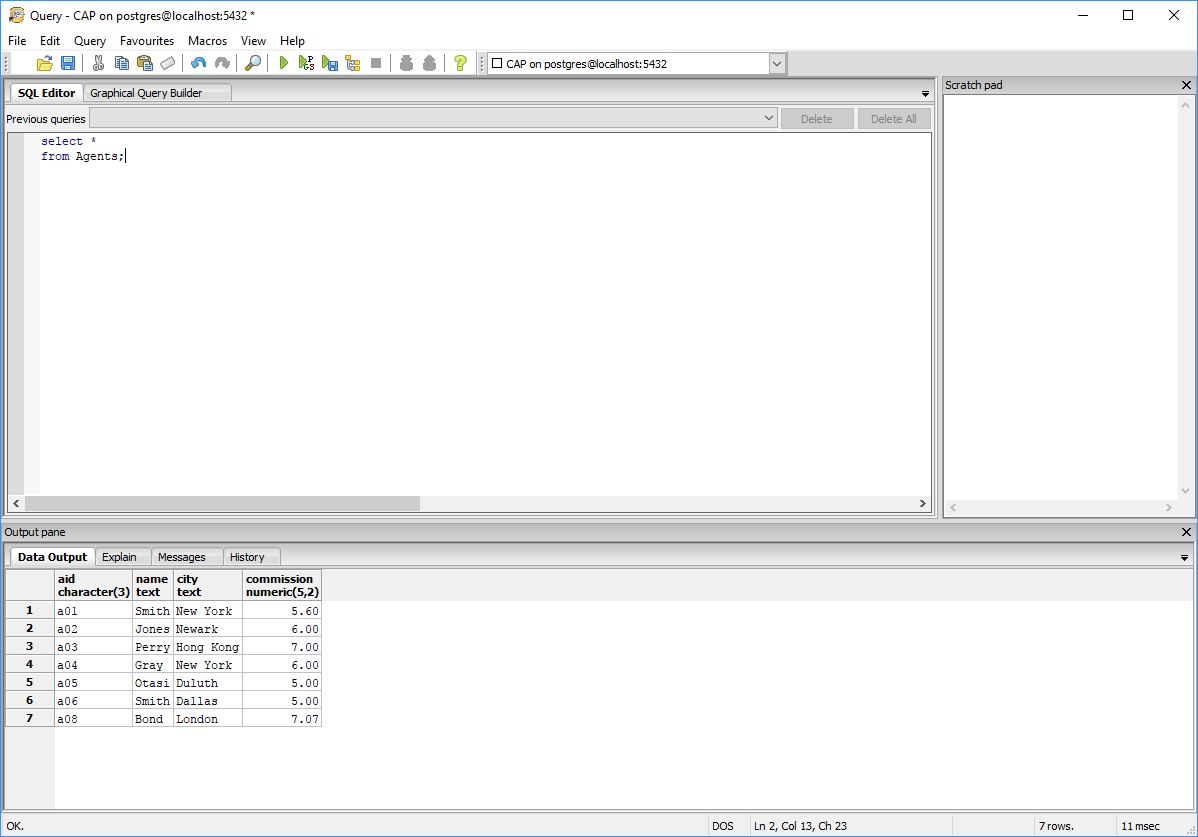 Query - CAP on postgres@localhost:5432 *
File Edit Query Favourites Macros View Help
CAP on postgres@localhost:5432
SQL Editor Graphical Query Builder
Scratch pad
Previous queries Delete Delete All
select *
from Agents;
Output pane
Data Output Explain Messages History
aid name city commission
character(3) text text numeric(5,2)
1 a01 Smith New York 5.60
2 a02 Jones Newark 6.00
3 a03 Perry Hong Kong 7.00
4 a04 Gray New York 6.00
5 a05 Otasi Duluth 5.00
6 a06 Smith Dallas 5.00
7 a08 Bond London 7.07
OK. DOS Ln 2, Col 13, Ch 23 7 rows. 11 msec